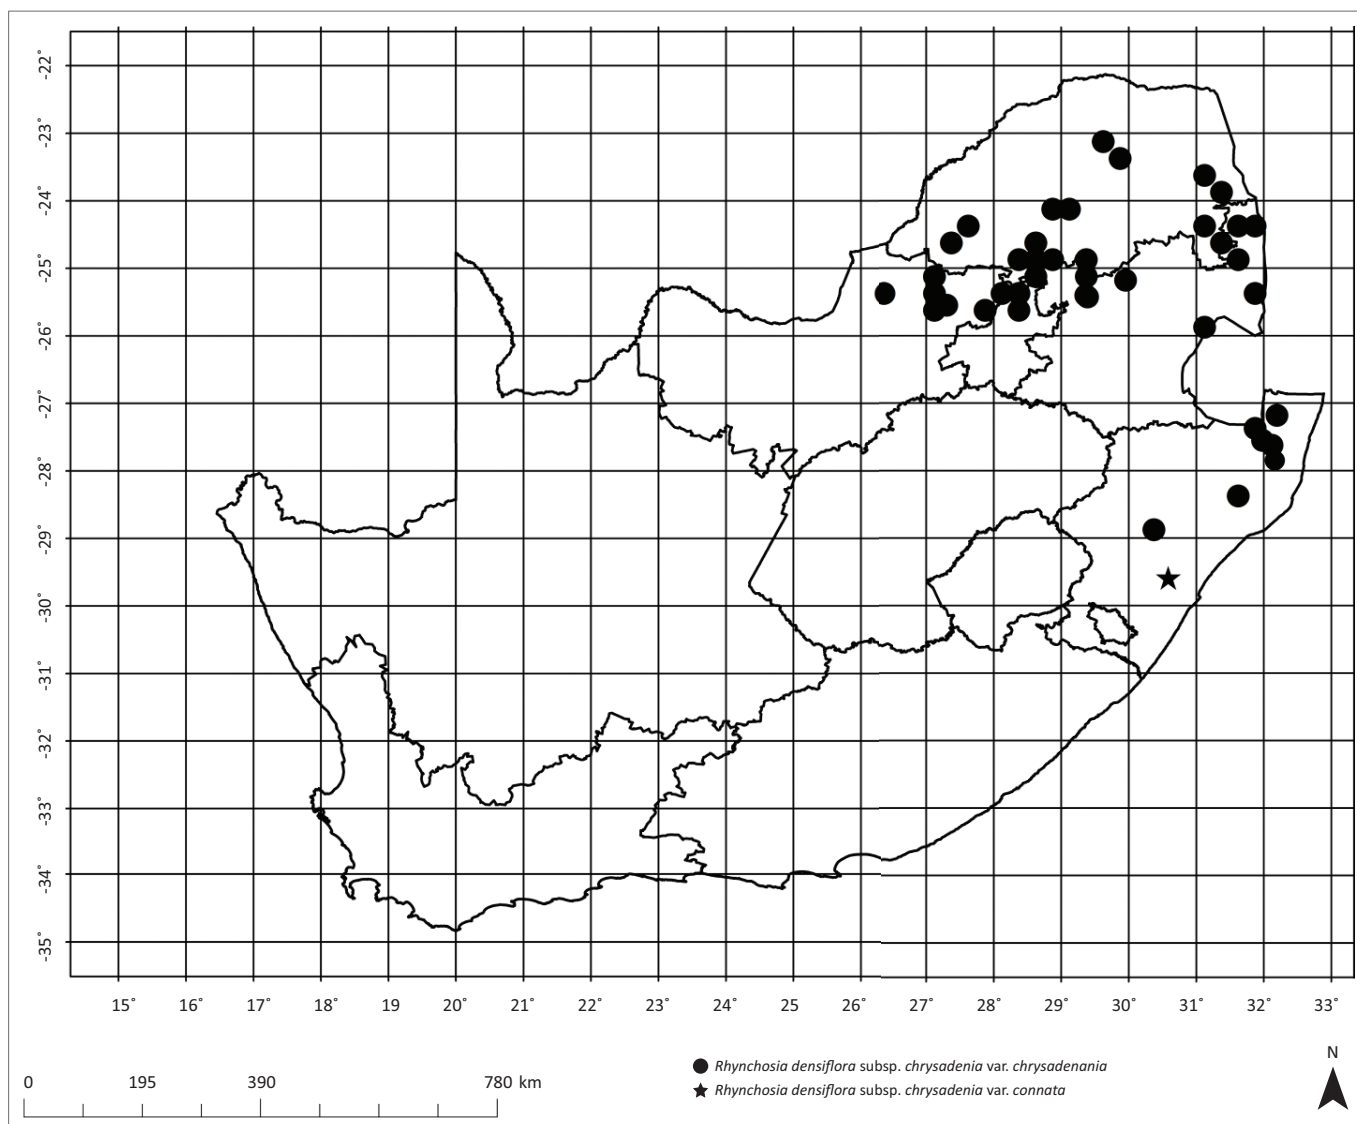 -22°
-23°
-24°
-25°
-26°
-27°
-28°
-29°
-30°
-31°
-32°
-33°
-34°
-35°
15° 16° 17° 18° 19° 20° 21° 22° 23° 24° 25° 26° 27° 28° 29° 30° 31° 32° 33°
0 195 390 780 km
Rhynchosia densiflora subsp. chrysadenia var. chrysadenania
Rhynchosia densiflora subsp. chrysadenia var. connata
N